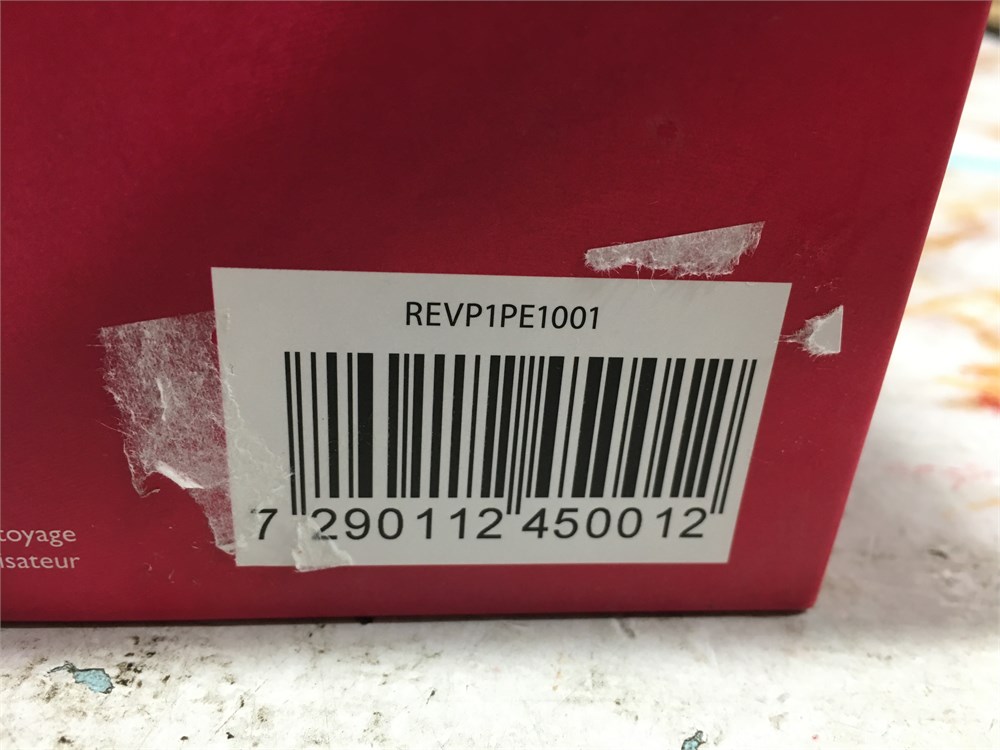 REVP1PE1001
7 290112 450012
toyage
isateur